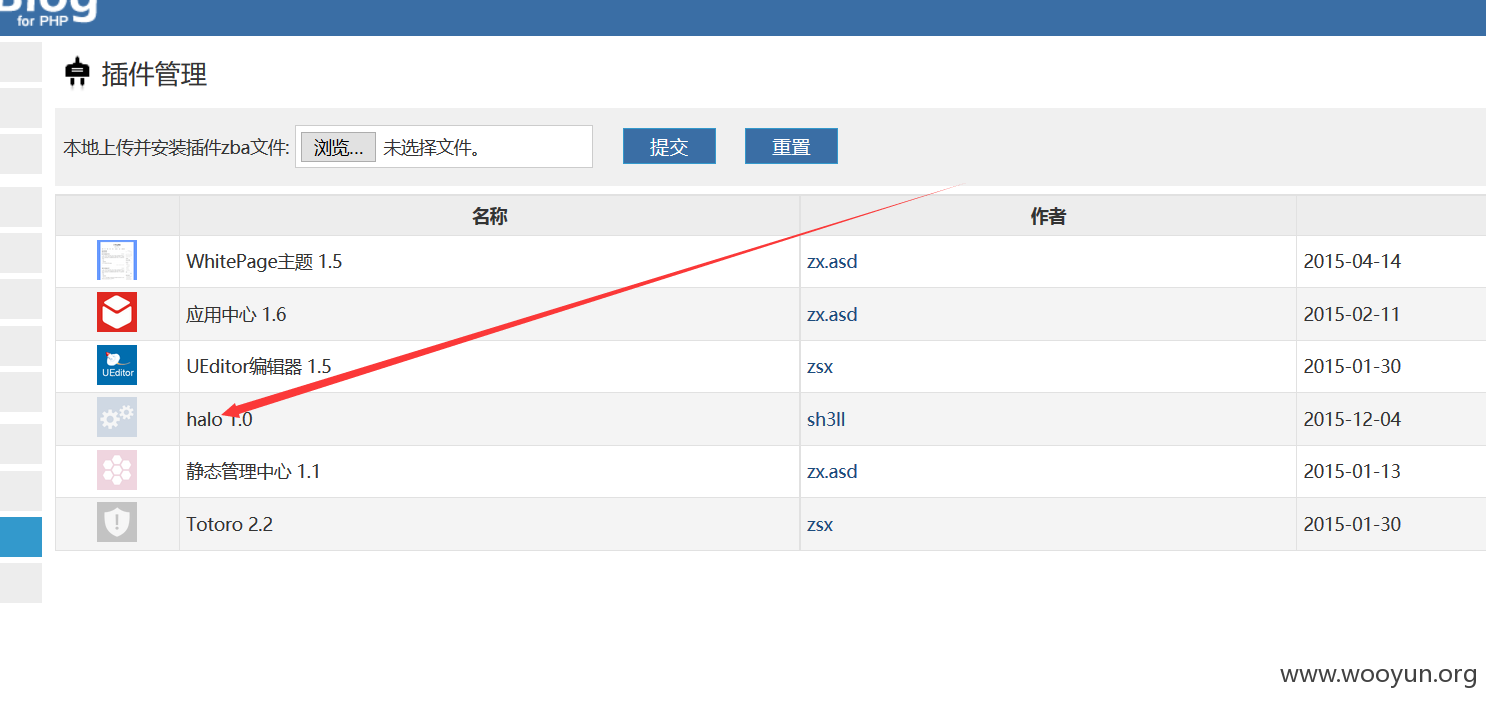 Blog
for PHP
插件管理
本地上传并安装插件zba文件: 浏览... 未选择文件。 提交 重置
名称 作者
WhitePage主题 1.5 zx.asd 2015-04-14
应用中心 1.6 zx.asd 2015-02-11
UEditor
UEditor编辑器 1.5 zsx 2015-01-30
halo 1.0 sh3ll 2015-12-04
静态管理中心 1.1 zx.asd 2015-01-13
Totoro 2.2 zsx 2015-01-30
www.wooyun.org